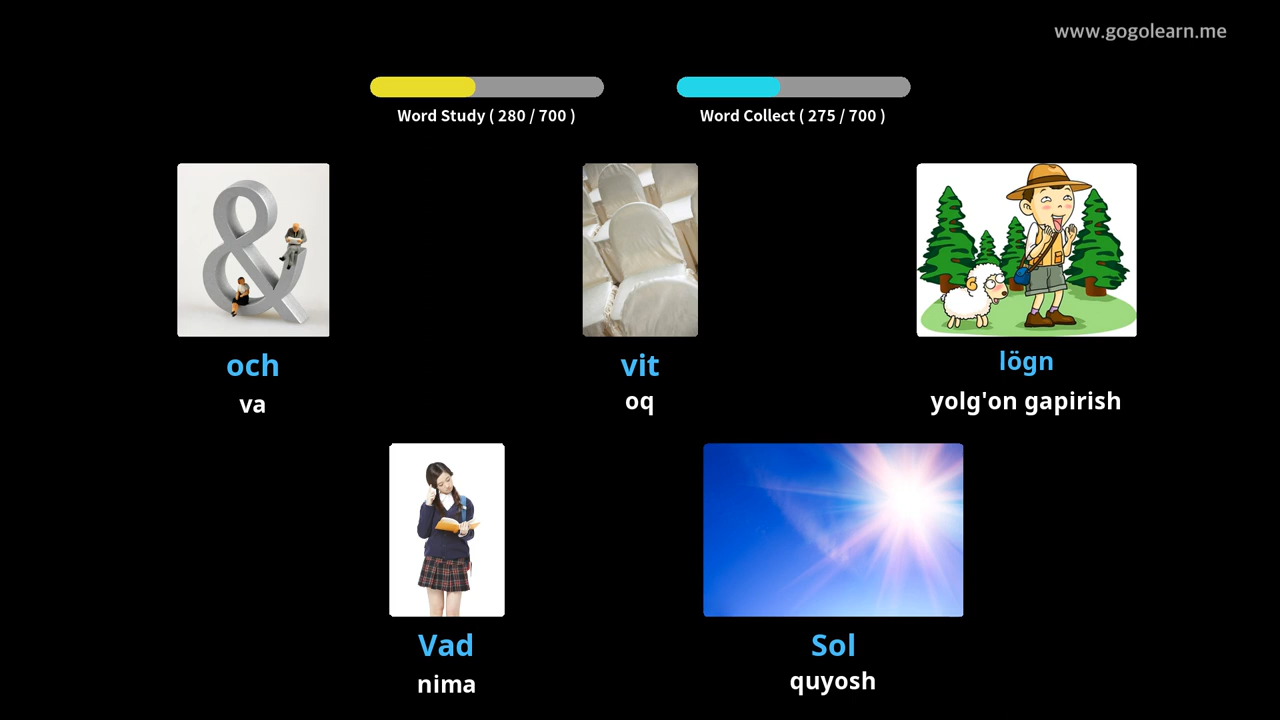 www.gogolearn.me
Word Study ( 280 / 700 )
Word Collect ( 275 / 700 )
&
och
va
vit
oq
lögn
yolg'on gapirish
Vad
nima
Sol
quyosh